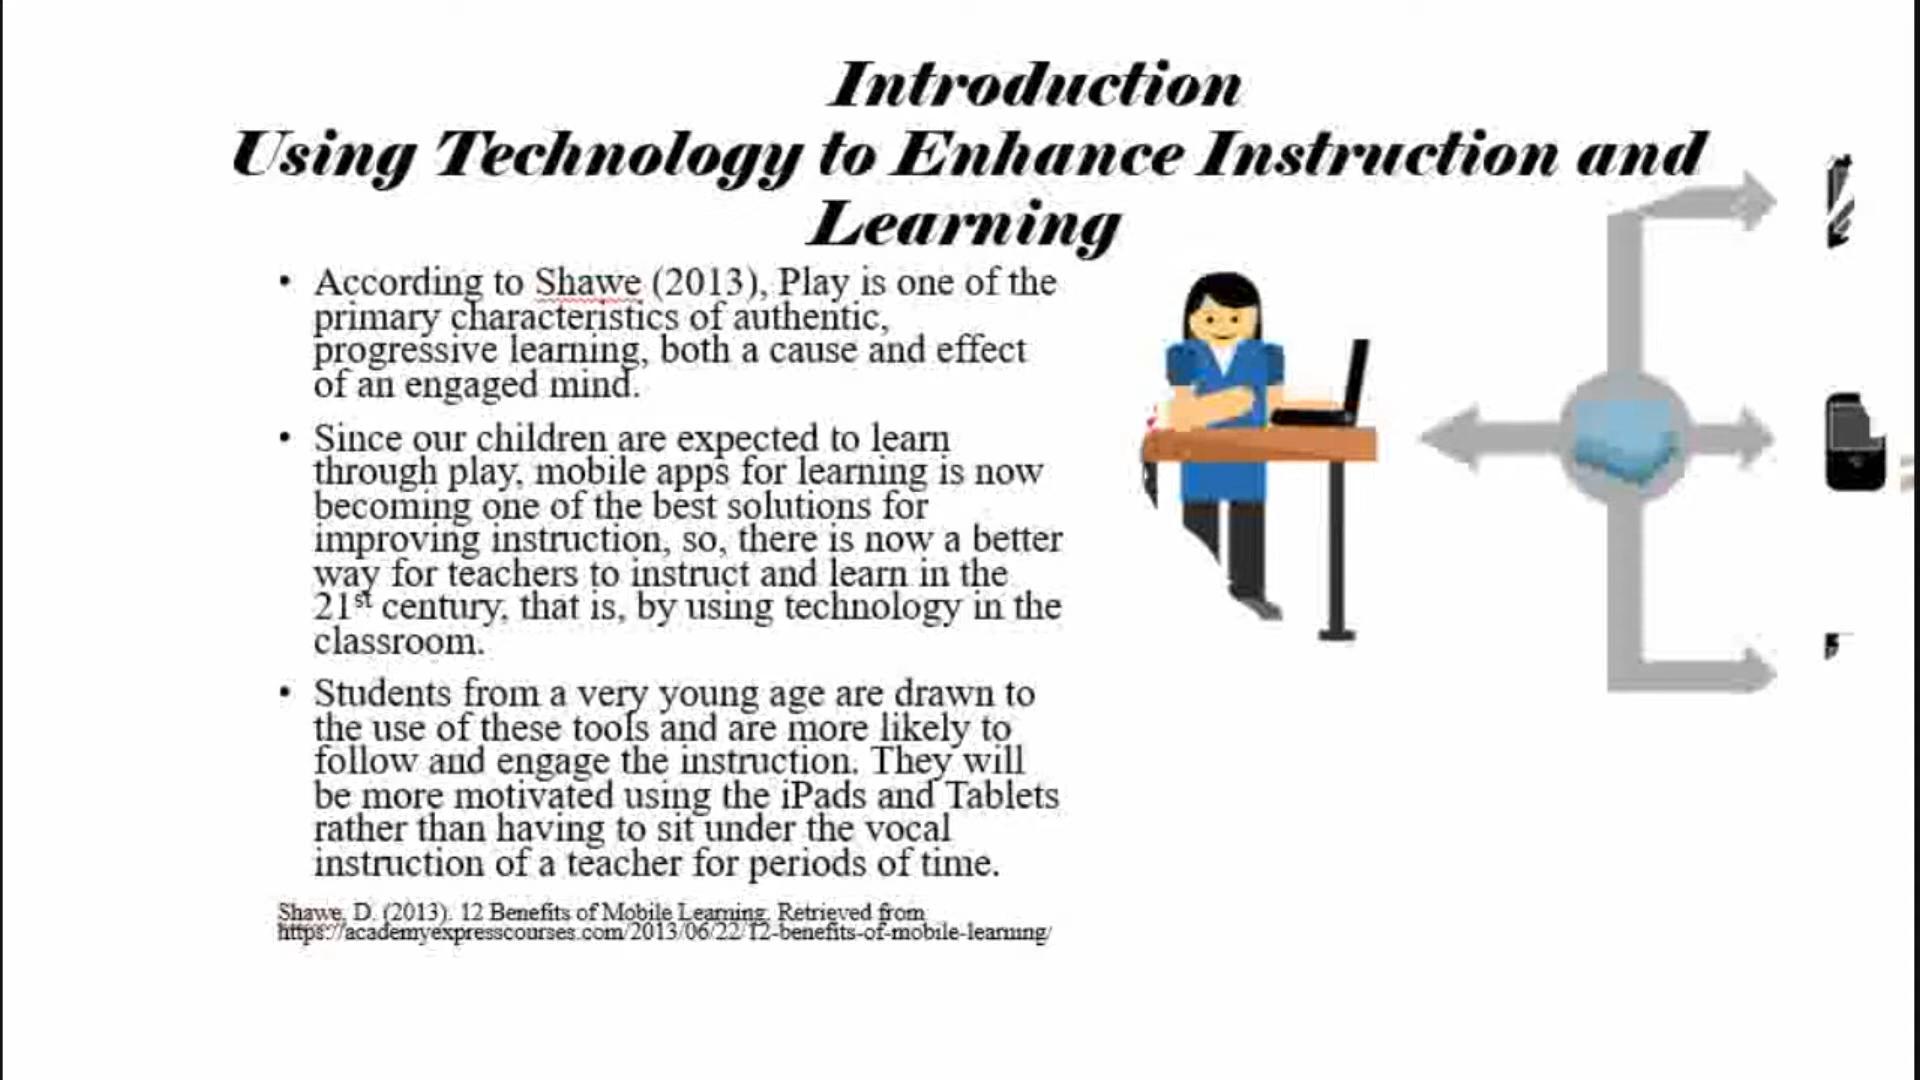 Introduction
Using Technology to Enhance Instruction and
Learning
• According to Shawe (2013), Play is one of the
primary characteristics of authentic,
progressive learning, both a cause and effect
of an engaged mind.
• Since our children are expected to learn
through play, mobile apps for learning is now
becoming one of the best solutions for
improving instruction, so, there is now a better
way for teachers to instruct and learn in the
21st century, that is, by using technology in the
classroom.
• Students from a very young age are drawn to
the use of these tools and are more likely to
follow and engage the instruction. They will
be more motivated using the iPads and Tablets
rather than having to sit under the vocal
instruction of a teacher for periods of time.
Shawe, D. (2013). 12 Benefits of Mobile Learning. Retrieved from
https://academyexpresscourses.com/2013/06/22/12-benefits-of-mobile-learning/